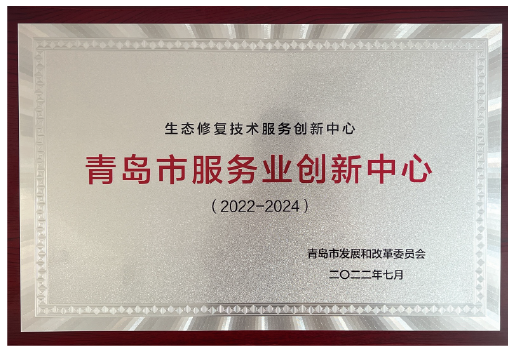 生态修复技术服务创新中心
青岛市服务业创新中心
（2022-2024）
青岛市发展和改革委员会
二〇二二年七月